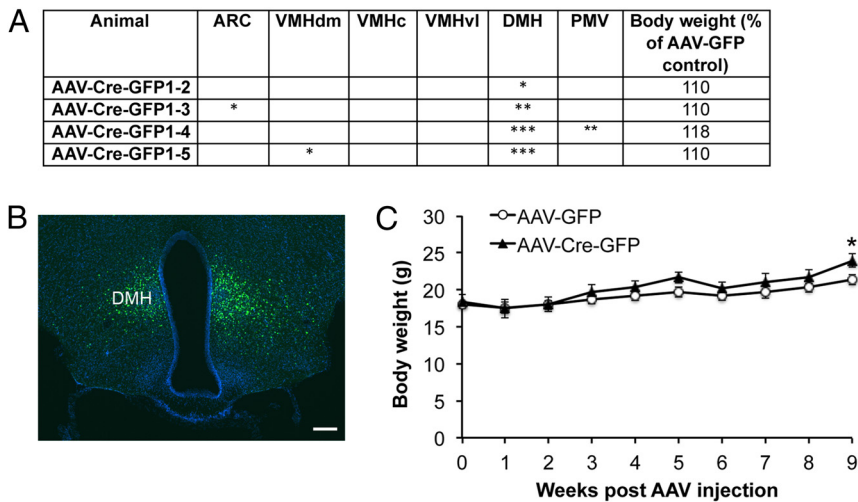 A
Animal ARC VMHdm VMHc VMHvl DMH PMV Body weight (%
of AAV-GFP
control)
AAV-Cre-GFP1-2 * 110
AAV-Cre-GFP1-3 * ** 110
AAV-Cre-GFP1-4 *** ** 118
AAV-Cre-GFP1-5 * *** 110
B
DMH
C
AAV-GFP
AAV-Cre-GFP
*
30
25
20
15
10
5
0
Body weight (g)
0 1 2 3 4 5 6 7 8 9
Weeks post AAV injection